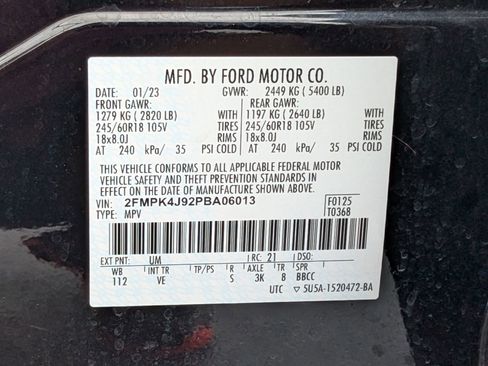 MFD. BY FORD MOTOR CO.
DATE: 01/23 GVWR: 2449 KG ( 5400 LB)
FRONT GAWR: REAR GAWR:
1279 KG ( 2820 LB) WITH 1197 KG ( 2640 LB) WITH
245/60R18 105V TIRES 245/60R18 105V TIRES
18x8.0J RIMS 18x8.0J RIMS
AT 240 kPa/ 35 PSI COLD AT 240 kPa/ 35 PSI COLD
THIS VEHICLE CONFORMS TO ALL APPLICABLE FEDERAL MOTOR
VEHICLE SAFETY AND THEFT PREVENTION STANDARDS IN
EFFECT ON THE DATE OF MANUFACTURE SHOWN ABOVE.
VIN: 2FMPK4J92PBA06013 F0125
TYPE: MPV T0368
EXT PNT: UM RC: 21 DSO:
WB INT TR TP/PS R AXLE TR SPR
112 VE S 3K 8 BBCC
UTC ▽ 5U5A-1520472-BA